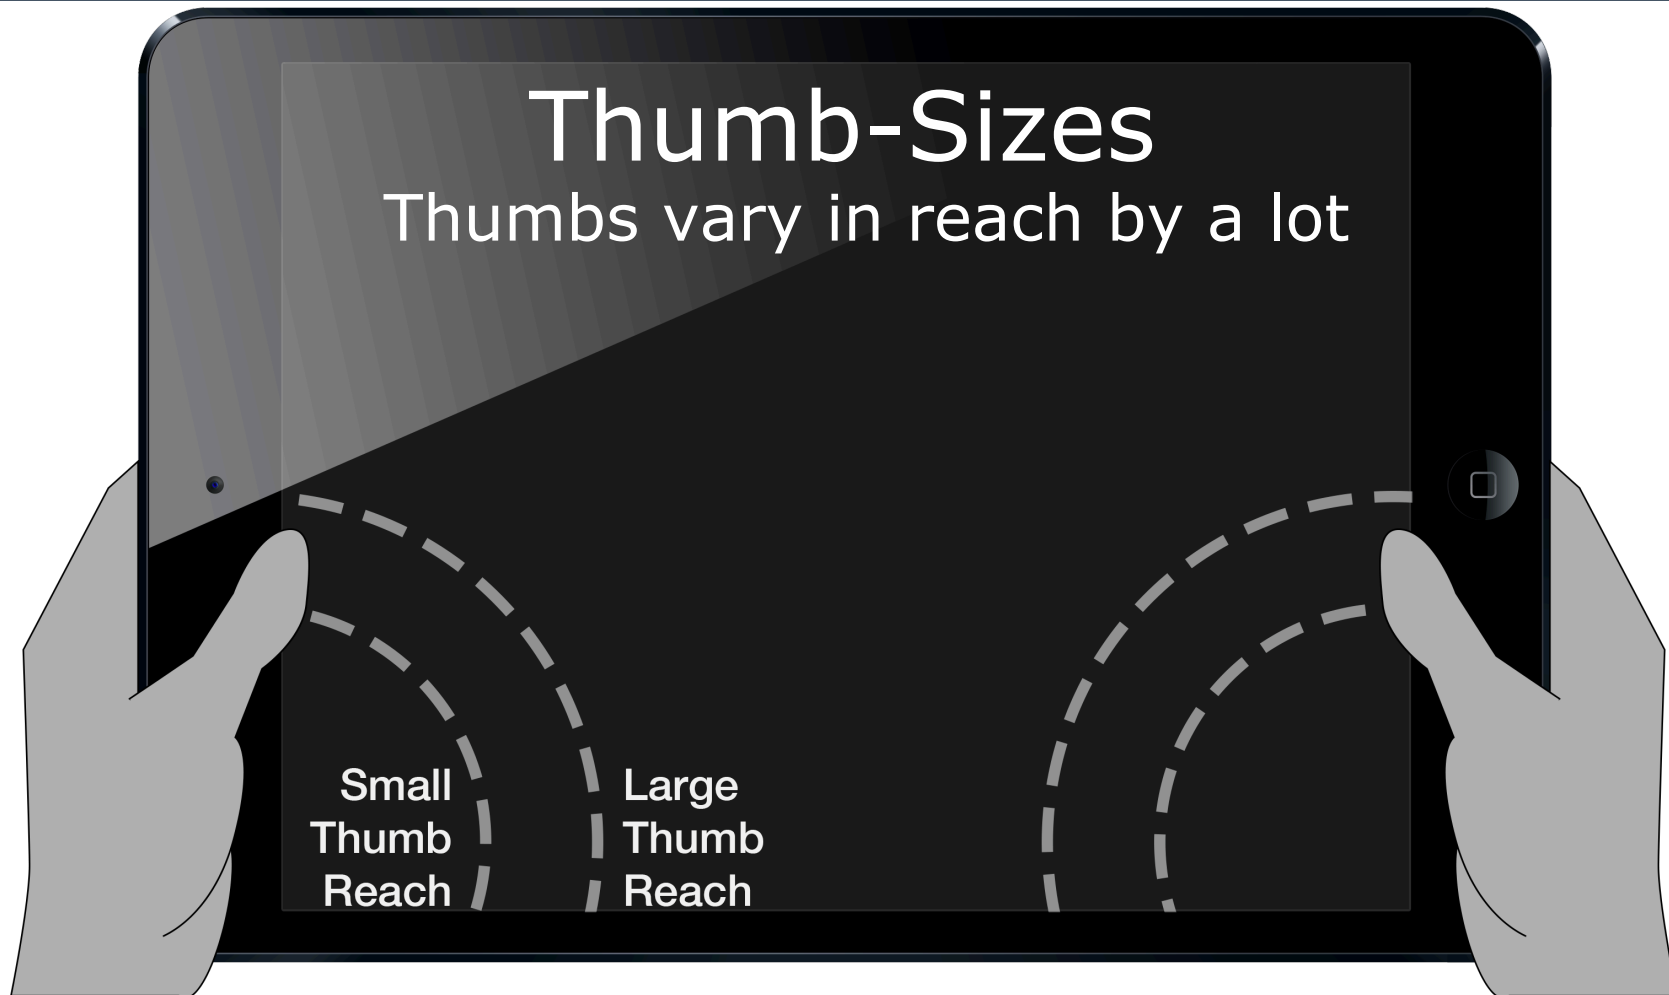 Thumb-Sizes
Thumbs vary in reach by a lot
Small
Thumb
Reach
Large
Thumb
Reach